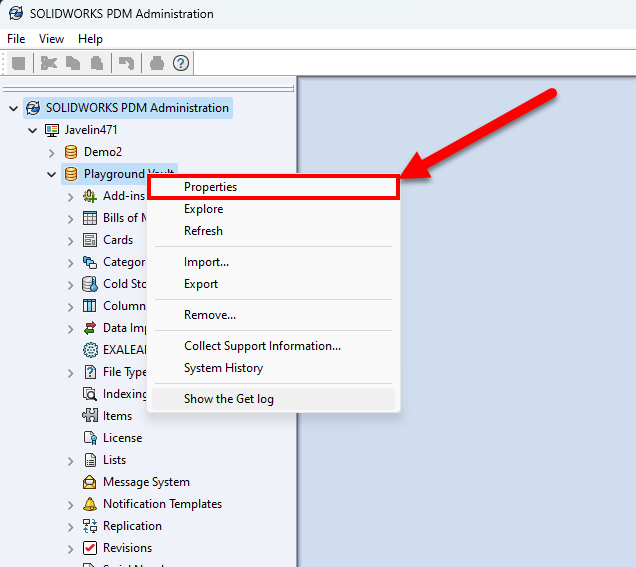 SOLIDWORKS PDM Administration
File View Help
SOLIDWORKS PDM Administration
Javelin471
Demo2
Playground Vault
Properties
Add-ins
Explore
Bills of M
Refresh
Cards
Categor
Import...
Cold Sto
Export
Column
Remove...
Data Imp
EXALEAD
Collect Support Information...
File Type
System History
Indexing
Show the Get log
Items
License
Lists
Message System
Notification Templates
Replication
Revisions